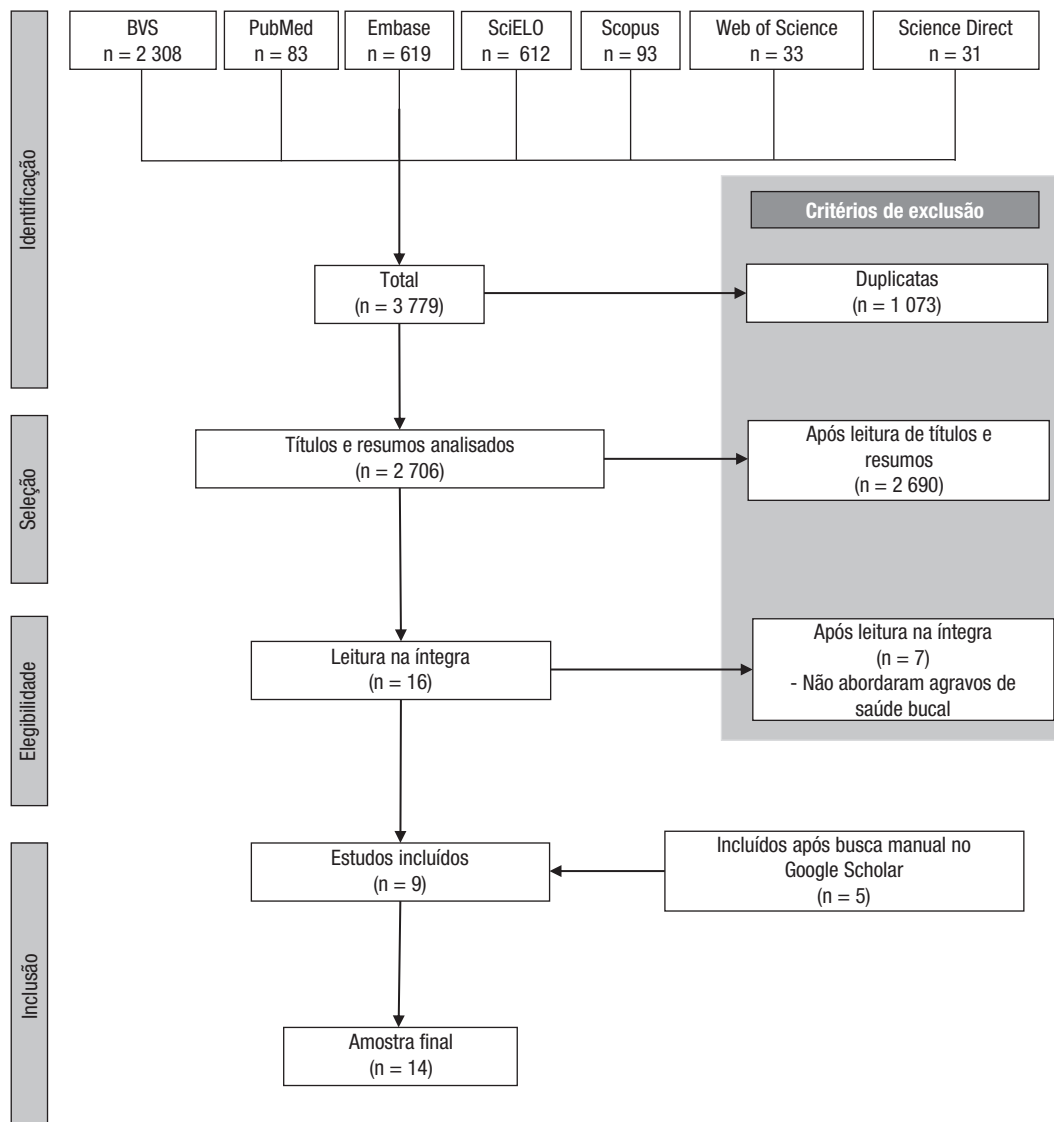 BVS
n = 2 308
PubMed
n = 83
Embase
n = 619
SciELO
n = 612
Scopus
n = 93
Web of Science
n = 33
Science Direct
n = 31
Identificação
Critérios de exclusão
Total
(n = 3 779)
Duplicatas
(n = 1 073)
Seleção
Títulos e resumos analisados
(n = 2 706)
Após leitura de títulos e
resumos
(n = 2 690)
Elegibilidade
Leitura na íntegra
(n = 16)
Após leitura na íntegra
(n = 7)
- Não abordaram agravos de
saúde bucal
Inclusão
Estudos incluídos
(n = 9)
Incluídos após busca manual no
Google Scholar
(n = 5)
Amostra final
(n = 14)